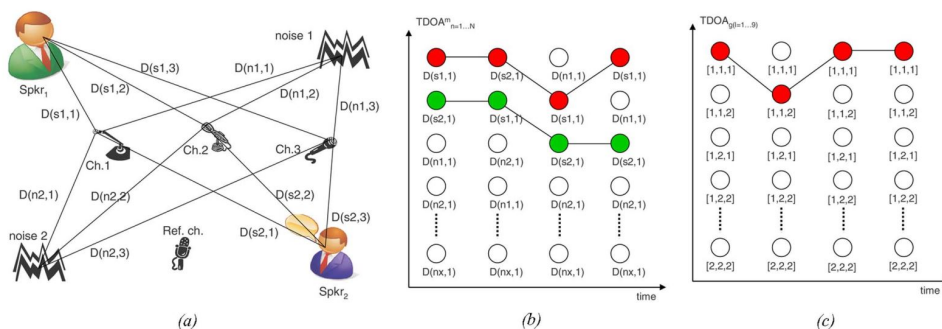 Spkr₁
noise 1
D(s1,3)
D(s1,2)
D(s1,1)
D(n1,1)
D(n1,2)
D(n1,3)
Ch.1
Ch.2
Ch.3
D(n2,1)
D(n2,2)
D(n2,3)
noise 2
Ref. ch.
D(s2,1)
D(s2,2)
D(s2,3)
Spkr₂
(a)
TDOAᵐn=1...N
D(s1,1) D(s2,1) D(n1,1) D(s1,1)
D(s2,1) D(s1,1) D(s1,1) D(n1,1)
D(n1,1) D(n2,1) D(s2,1) D(s2,1)
D(n2,1) D(n1,1) D(n2,1) D(n2,1)
D(nx,1) D(nx,1) D(nx,1) D(nx,1)
time
(b)
TDOAg(l=1...9)
[1,1,1] [1,1,1] [1,1,1] [1,1,1]
[1,1,2] [1,1,2] [1,1,2] [1,1,2]
[1,2,1] [1,2,1] [1,2,1] [1,2,1]
[1,2,2] [1,2,2] [1,2,2] [1,2,2]
[2,2,2] [2,2,2] [2,2,2] [2,2,2]
time
(c)